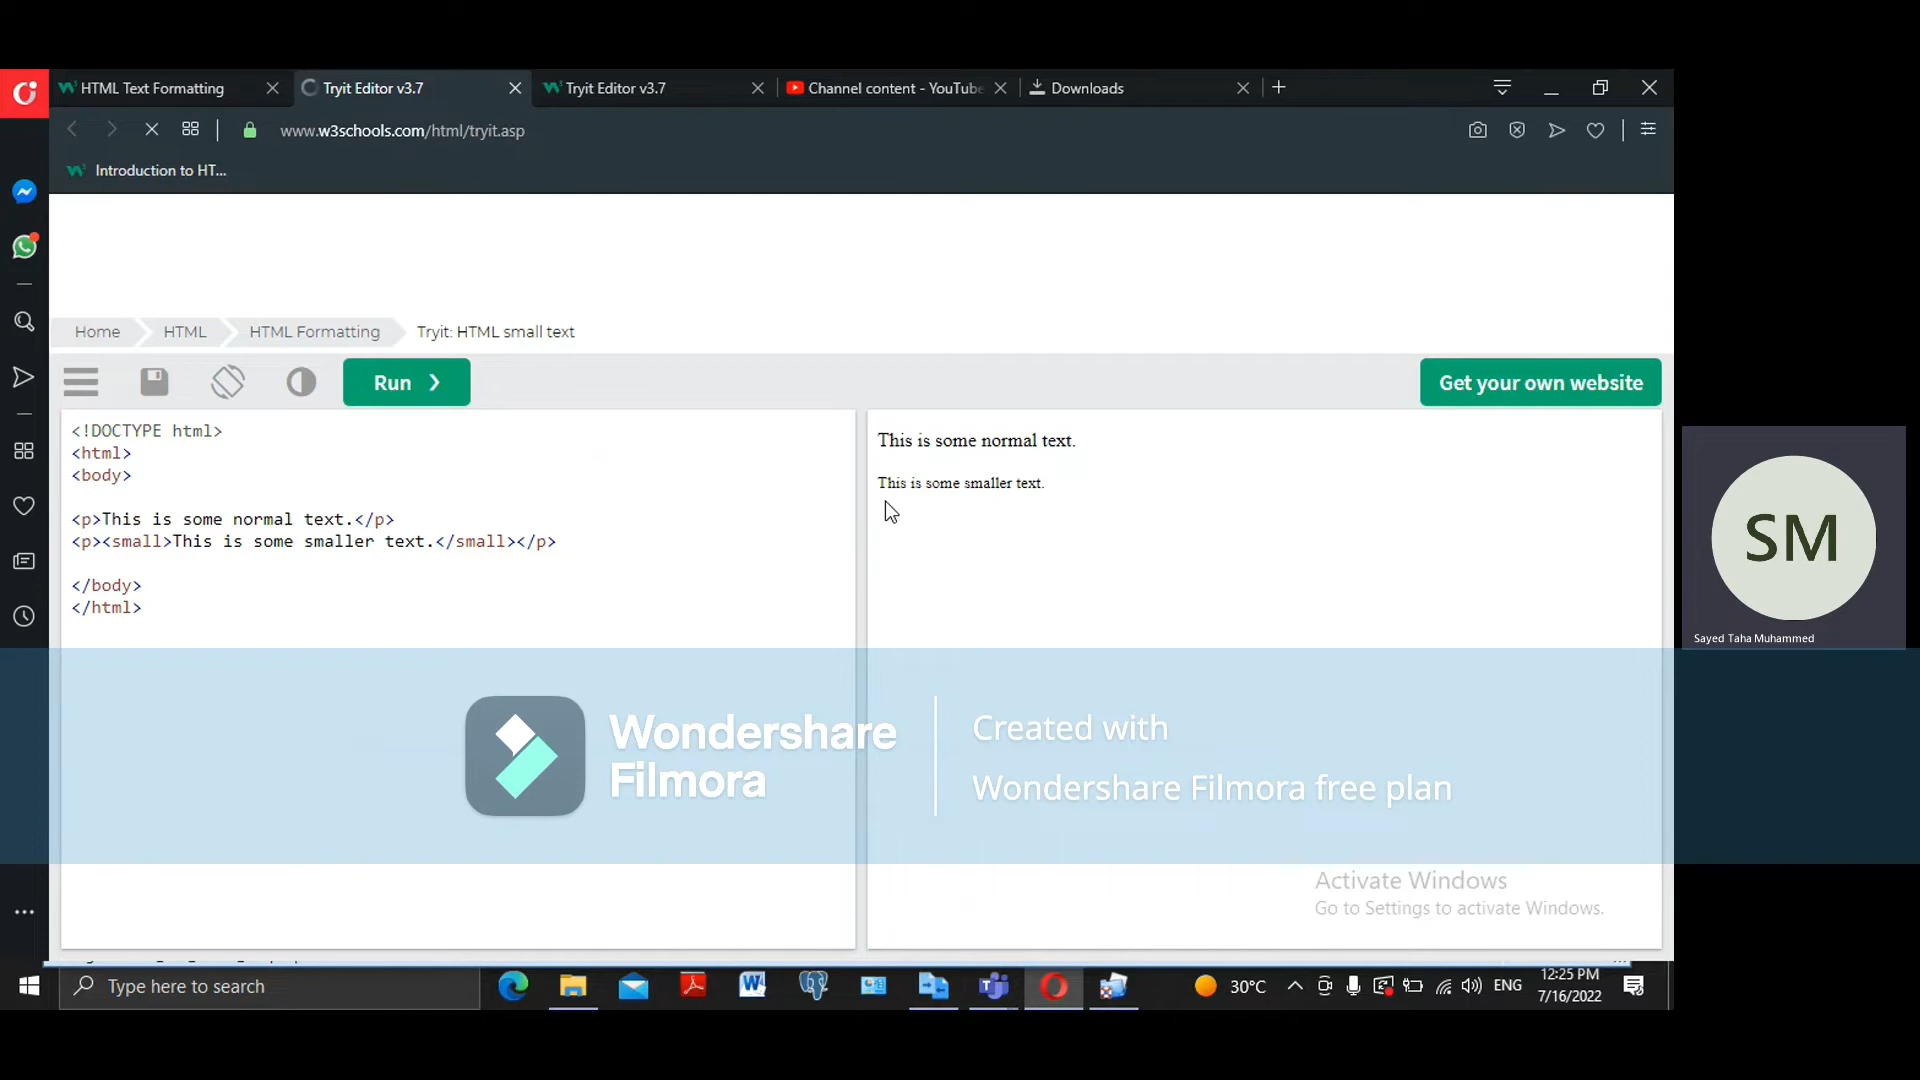 HTML Text Formatting
Tryit Editor v3.7
Tryit Editor v3.7
Channel content - YouTube
Downloads
www.w3schools.com/html/tryit.asp
Introduction to HT...
Home
HTML
HTML Formatting
Tryit: HTML small text
Run ❯
Get your own website
<!DOCTYPE html>
<html>
<body>
<p>This is some normal text.</p>
<p><small>This is some smaller text.</small></p>
</body>
</html>
This is some normal text.
This is some smaller text.
SM
Sayed Taha Muhammed
Wondershare
Filmora
Created with
Wondershare Filmora free plan
Activate Windows
Go to Settings to activate Windows.
Type here to search
30°C
ENG
12:25 PM
7/16/2022